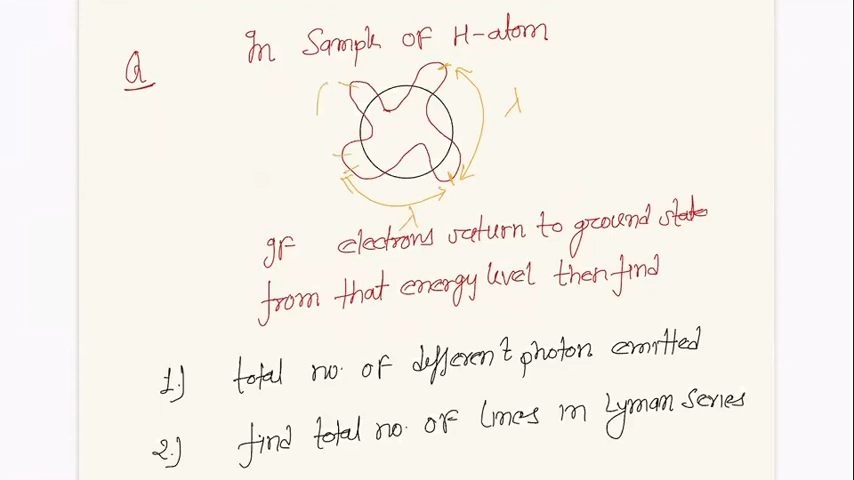 Q In Sample of H-atom
λ
λ
If electrons return to ground state
from that energy level then find
1.) total no. of different photon emitted
2.) find total no. of lines in Lyman series